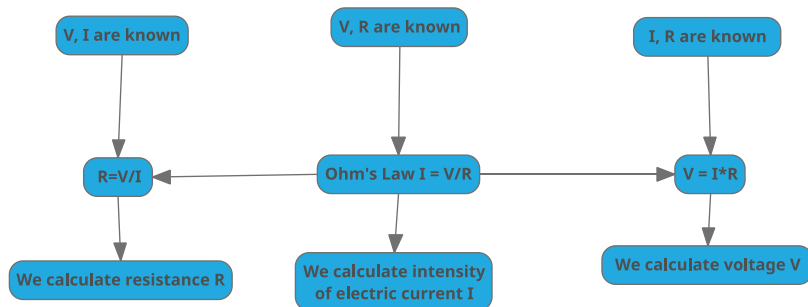 V, I are known
V, R are known
I, R are known
R=V/I
Ohm's Law I = V/R
V = I*R
We calculate resistance R
We calculate intensity
of electric current I
We calculate voltage V